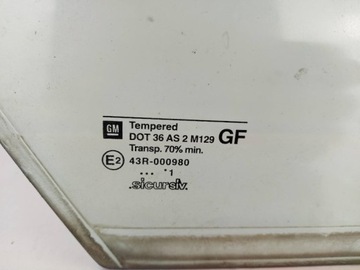 GM Tempered
DOT 36 AS 2 M129 GF
Transp. 70% min.
E2 43R-000980
... *1
.sicursiv.